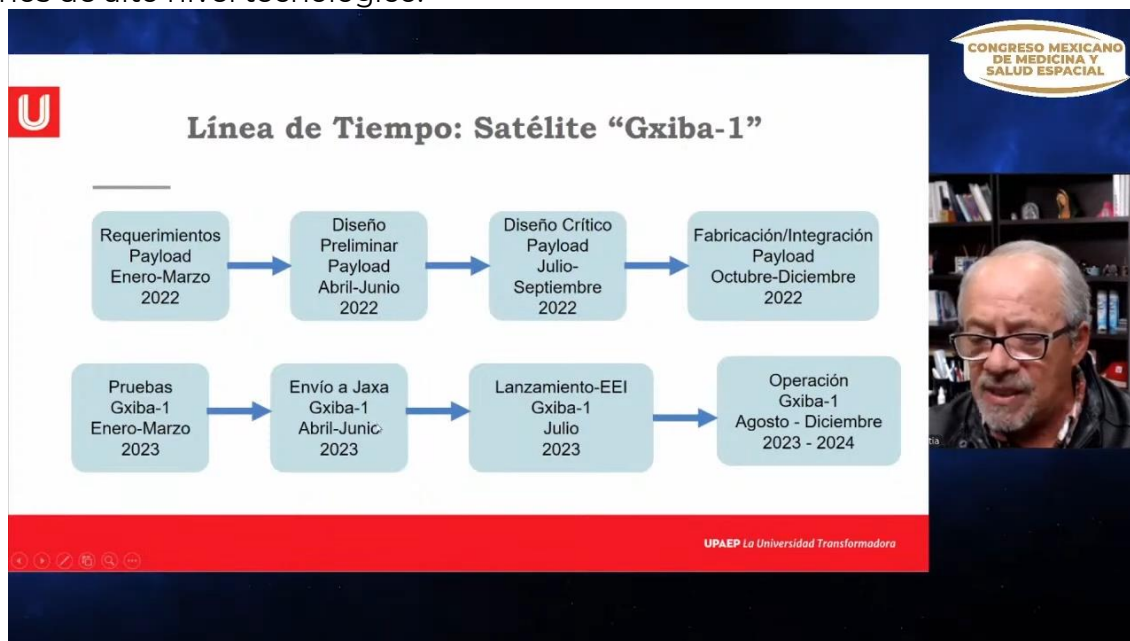 nes de alto nivel tecnológico.
CONGRESO MEXICANO
DE MEDICINA Y
SALUD ESPACIAL
U
Línea de Tiempo: Satélite “Gxiba-1”
Requerimientos
Payload
Enero-Marzo
2022
Diseño
Preliminar
Payload
Abril-Junio
2022
Diseño Crítico
Payload
Julio-
Septiembre
2022
Fabricación/Integración
Payload
Octubre-Diciembre
2022
Pruebas
Gxiba-1
Enero-Marzo
2023
Envío a Jaxa
Gxiba-1
Abril-Junio
2023
Lanzamiento-EEI
Gxiba-1
Julio
2023
Operación
Gxiba-1
Agosto - Diciembre
2023 - 2024
tia
UPAEP La Universidad Transformadora